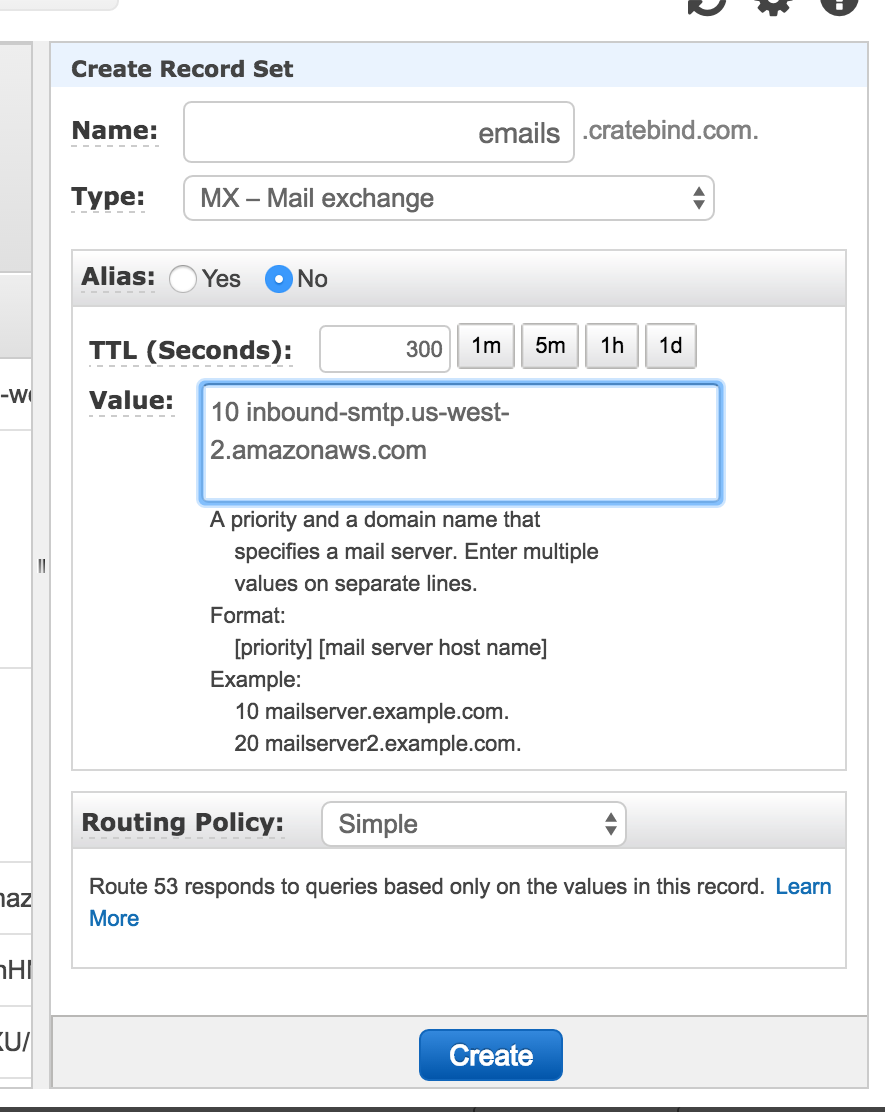 Create Record Set
Name: emails .cratebind.com.
Type: MX – Mail exchange
Alias: Yes No
TTL (Seconds): 300 1m 5m 1h 1d
Value: 10 inbound-smtp.us-west-
2.amazonaws.com
A priority and a domain name that
specifies a mail server. Enter multiple
values on separate lines.
Format:
[priority] [mail server host name]
Example:
10 mailserver.example.com.
20 mailserver2.example.com.
Routing Policy: Simple
Route 53 responds to queries based only on the values in this record. Learn
More
Create